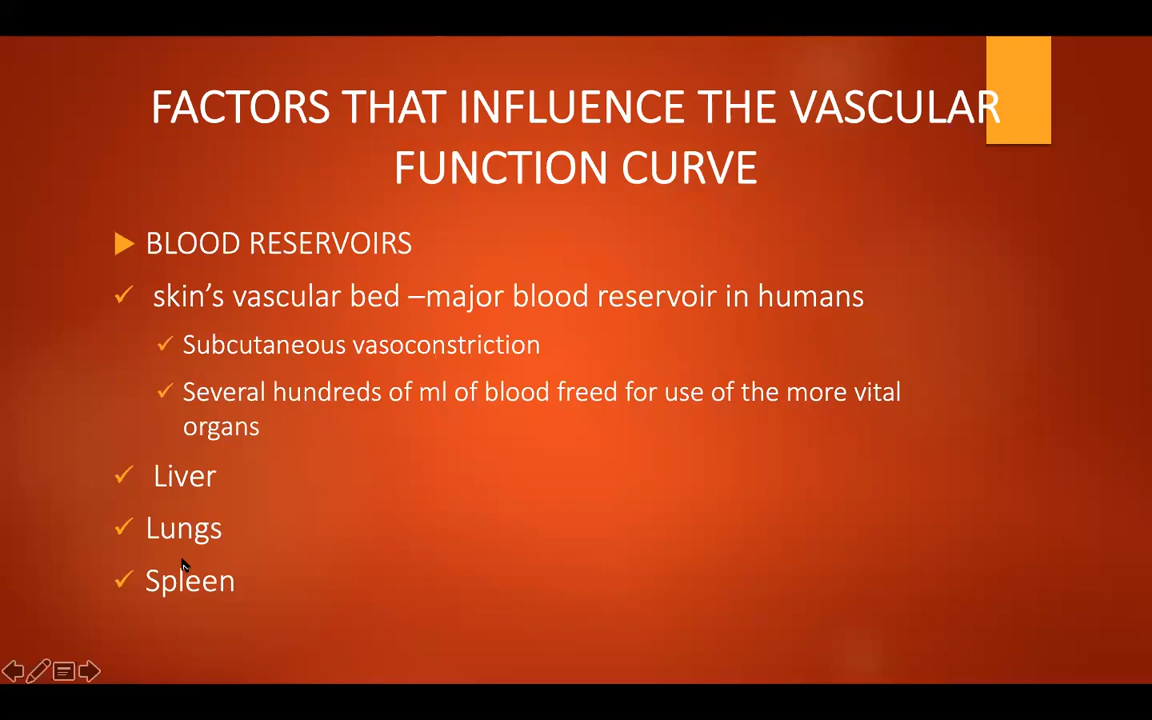 FACTORS THAT INFLUENCE THE VASCULAR
FUNCTION CURVE
BLOOD RESERVOIRS
skin's vascular bed –major blood reservoir in humans
Subcutaneous vasoconstriction
Several hundreds of ml of blood freed for use of the more vital
organs
Liver
Lungs
Spleen